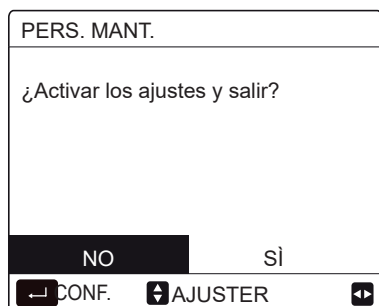 PERS. MANT.
¿Activar los ajustes y salir?
NO SÌ
CONF. AJUSTER